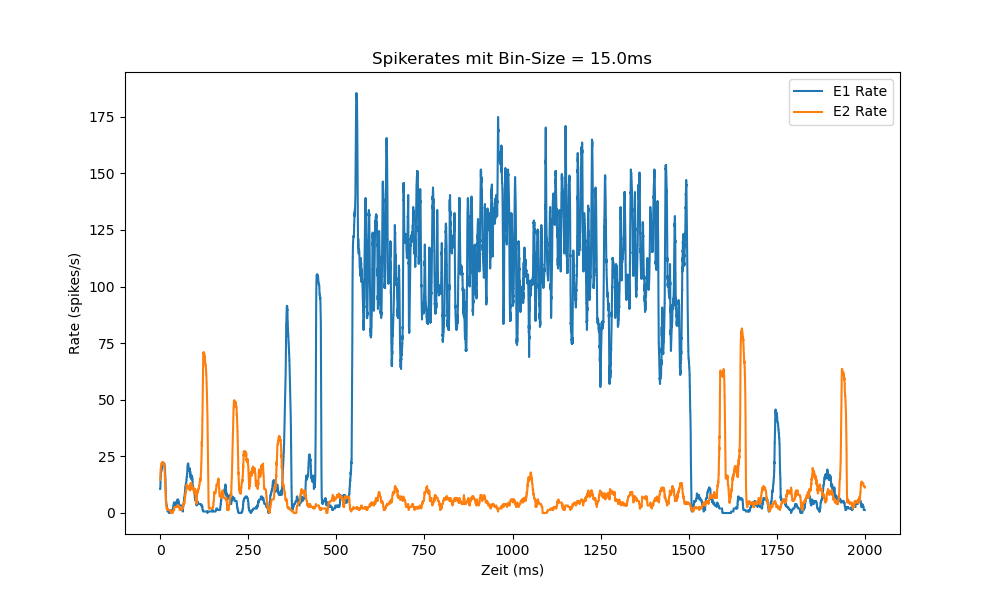 Spikerates mit Bin-Size = 15.0ms
E1 Rate
E2 Rate
175
150
125
100
75
50
25
0
Rate (spikes/s)
0 250 500 750 1000 1250 1500 1750 2000
Zeit (ms)